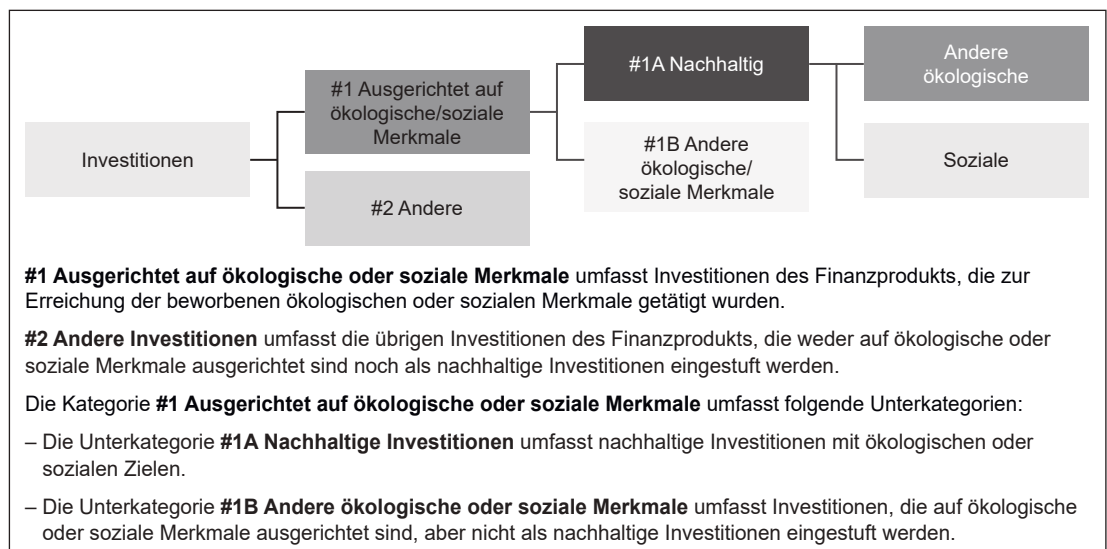 Investitionen
#1 Ausgerichtet auf
ökologische/soziale
Merkmale
#2 Andere
#1A Nachhaltig
#1B Andere
ökologische/
soziale Merkmale
Andere
ökologische
Soziale
#1 Ausgerichtet auf ökologische oder soziale Merkmale umfasst Investitionen des Finanzprodukts, die zur
Erreichung der beworbenen ökologischen oder sozialen Merkmale getätigt wurden.
#2 Andere Investitionen umfasst die übrigen Investitionen des Finanzprodukts, die weder auf ökologische oder
soziale Merkmale ausgerichtet sind noch als nachhaltige Investitionen eingestuft werden.
Die Kategorie #1 Ausgerichtet auf ökologische oder soziale Merkmale umfasst folgende Unterkategorien:
– Die Unterkategorie #1A Nachhaltige Investitionen umfasst nachhaltige Investitionen mit ökologischen oder
sozialen Zielen.
– Die Unterkategorie #1B Andere ökologische oder soziale Merkmale umfasst Investitionen, die auf ökologische
oder soziale Merkmale ausgerichtet sind, aber nicht als nachhaltige Investitionen eingestuft werden.